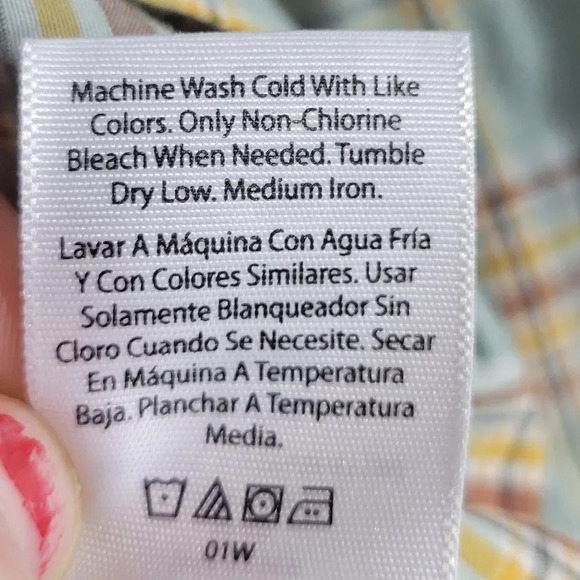 Machine Wash Cold With Like
Colors. Only Non-Chlorine
Bleach When Needed. Tumble
Dry Low. Medium Iron.
Lavar A Máquina Con Agua Fría
Y Con Colores Similares. Usar
Solamente Blanqueador Sin
Cloro Cuando Se Necesite. Secar
En Máquina A Temperatura
Baja. Planchar A Temperatura
Media.
01W